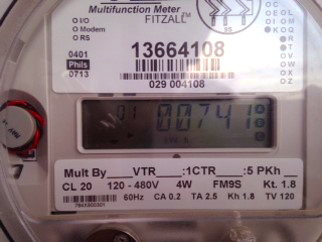 Multifunction Meter
FITZALL™
I/O
Modem
RS
0401
Phils
0713
13664108
029 004108
01 00741
Mult By VTR :1CTR :5 PKh
CL 20 120 - 480V 4W FM9S Kt. 1.8
60Hz CA 0.2 TA 2.5 Kh 1.8 TV 120